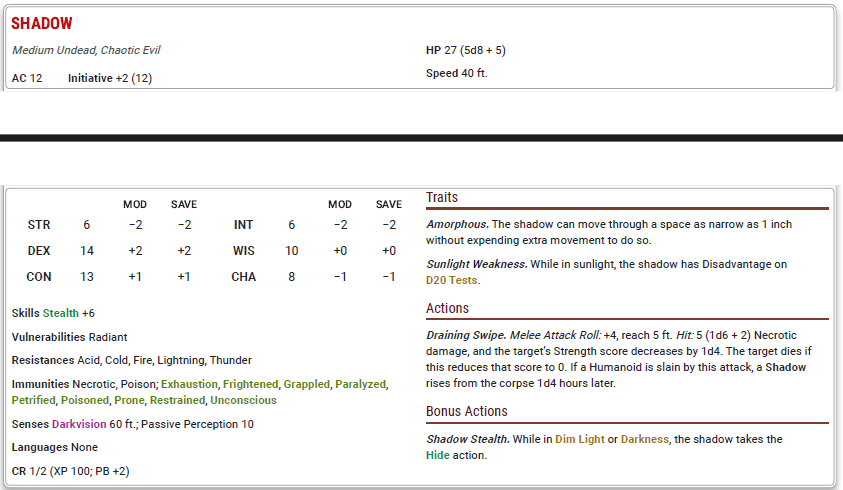 SHADOW
Medium Undead, Chaotic Evil
AC 12 Initiative +2 (12)
HP 27 (5d8 + 5)
Speed 40 ft.
MOD SAVE MOD SAVE
STR 6 −2 −2 INT 6 −2 −2
DEX 14 +2 +2 WIS 10 +0 +0
CON 13 +1 +1 CHA 8 −1 −1
Skills Stealth +6
Vulnerabilities Radiant
Resistances Acid, Cold, Fire, Lightning, Thunder
Immunities Necrotic, Poison; Exhaustion, Frightened, Grappled, Paralyzed,
Petrified, Poisoned, Prone, Restrained, Unconscious
Senses Darkvision 60 ft.; Passive Perception 10
Languages None
CR 1/2 (XP 100; PB +2)
Traits
Amorphous. The shadow can move through a space as narrow as 1 inch
without expending extra movement to do so.
Sunlight Weakness. While in sunlight, the shadow has Disadvantage on
D20 Tests.
Actions
Draining Swipe. Melee Attack Roll: +4, reach 5 ft. Hit: 5 (1d6 + 2) Necrotic
damage, and the target's Strength score decreases by 1d4. The target dies if
this reduces that score to 0. If a Humanoid is slain by this attack, a Shadow
rises from the corpse 1d4 hours later.
Bonus Actions
Shadow Stealth. While in Dim Light or Darkness, the shadow takes the
Hide action.